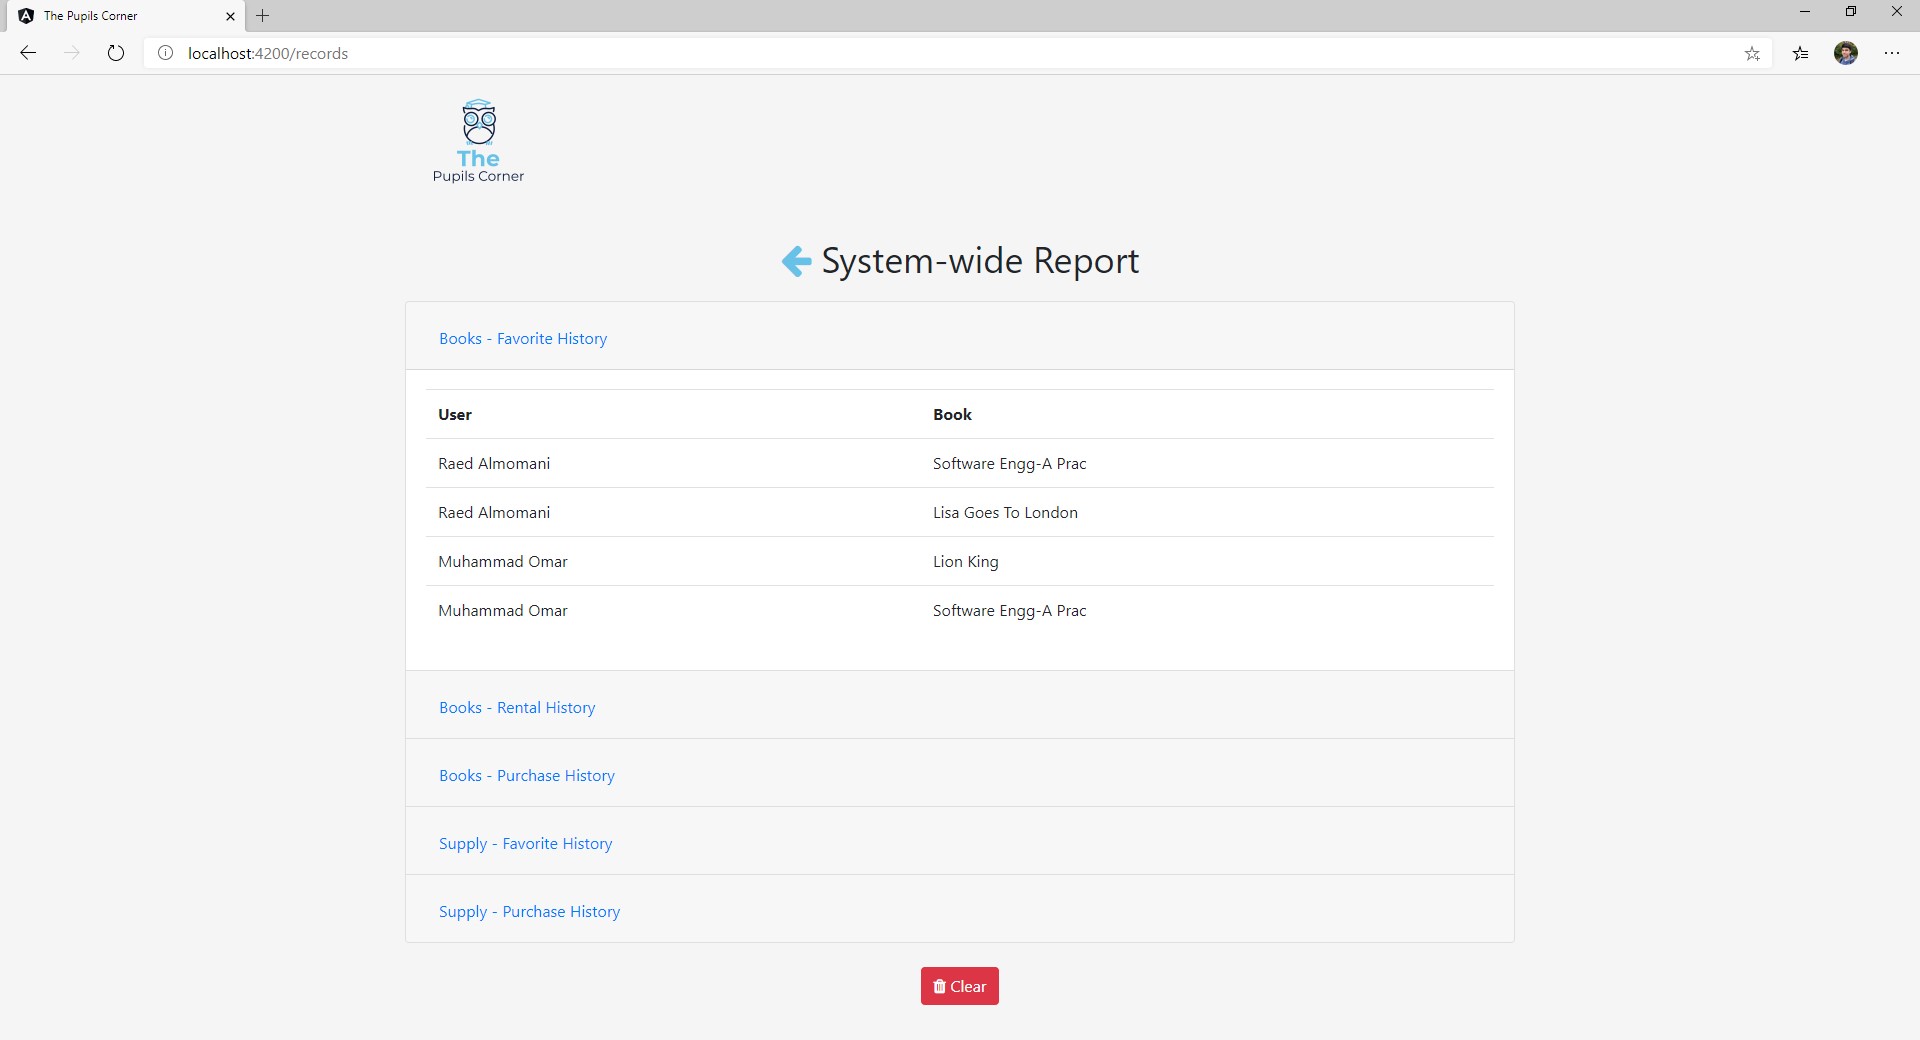 The Pupils Corner
localhost:4200/records
The
Pupils Corner
System-wide Report
Books - Favorite History
User Book
Raed Almomani Software Engg-A Prac
Raed Almomani Lisa Goes To London
Muhammad Omar Lion King
Muhammad Omar Software Engg-A Prac
Books - Rental History
Books - Purchase History
Supply - Favorite History
Supply - Purchase History
Clear